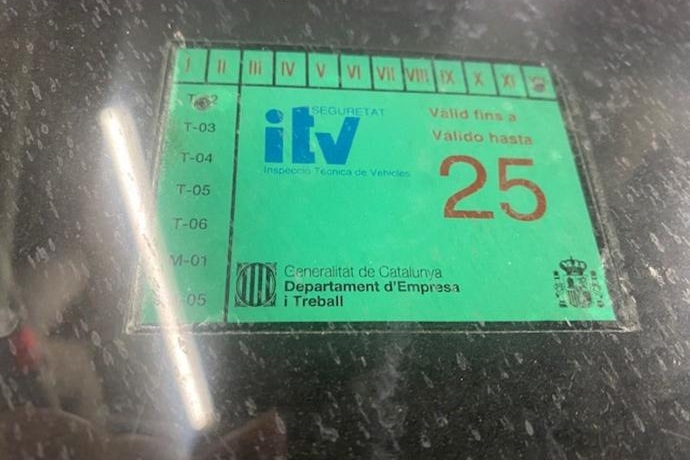 I II III IV V VI VII VIII IX X XI
T-03
T-04
T-05
T-06
M-01
SEGURETAT
itv
Inspecció Tècnica de Vehicles
Vàlid fins a
Válido hasta
25
Generalitat de Catalunya
Departament d'Empresa
i Treball